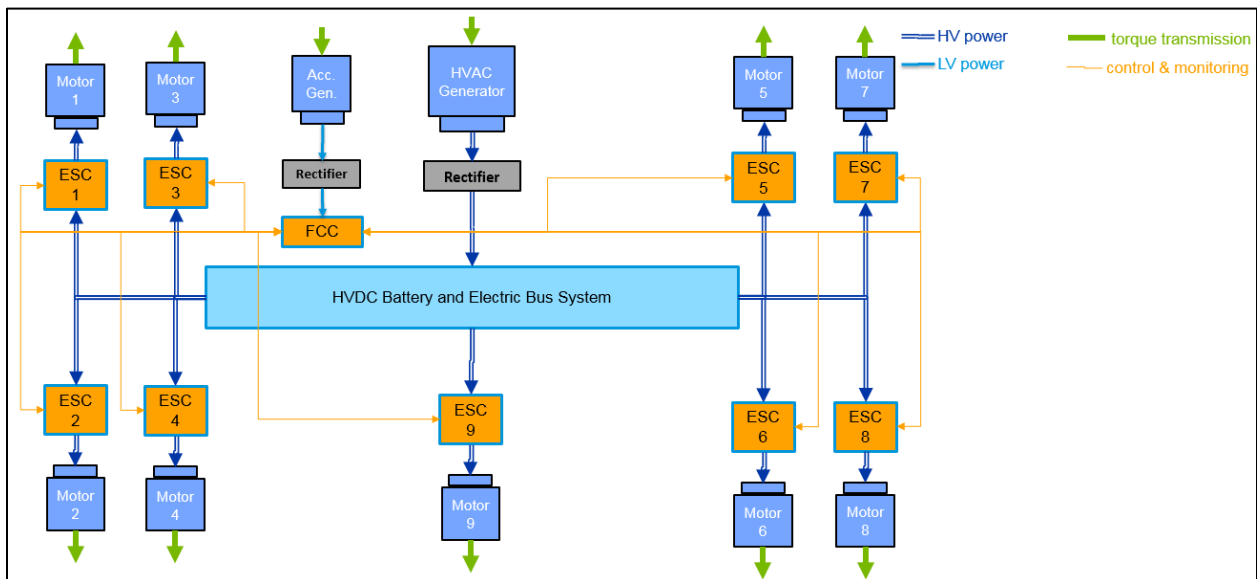 HV power
torque transmission
LV power
control & monitoring
Motor
1
Motor
3
Acc.
Gen.
HVAC
Generator
Motor
5
Motor
7
ESC
1
ESC
3
Rectifier
Rectifier
ESC
5
ESC
7
FCC
HVDC Battery and Electric Bus System
ESC
2
ESC
4
ESC
9
ESC
6
ESC
8
Motor
2
Motor
4
Motor
9
Motor
6
Motor
8